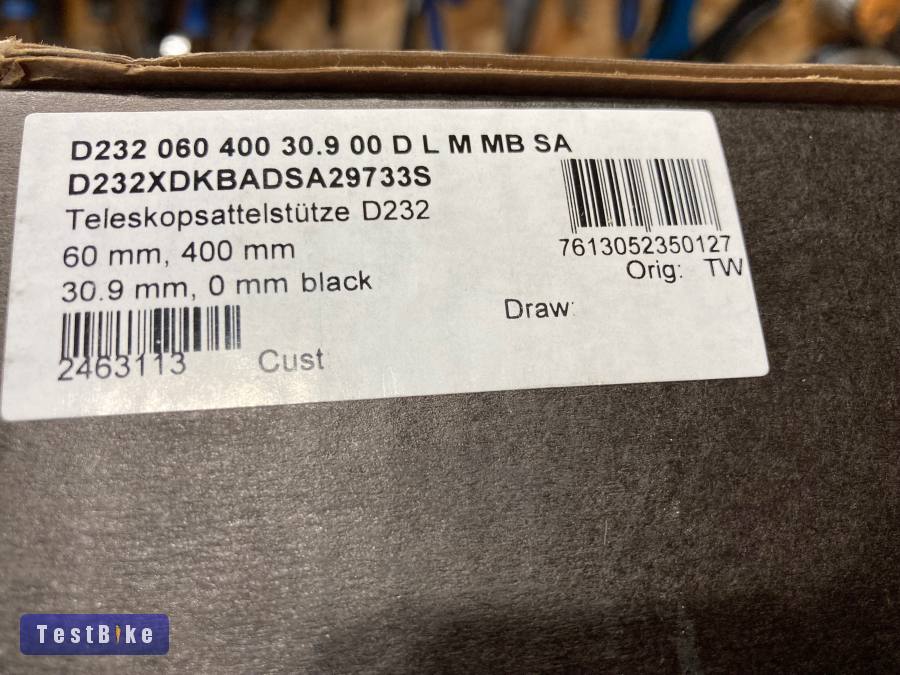 D232 060 400 30.9 00 D L M MB SA
D232XDKBADSA29733S
Teleskopsattelstütze D232
60 mm, 400 mm
30.9 mm, 0 mm black
7613052350127
Orig: TW
Draw:
2463113
Cust
TestBike